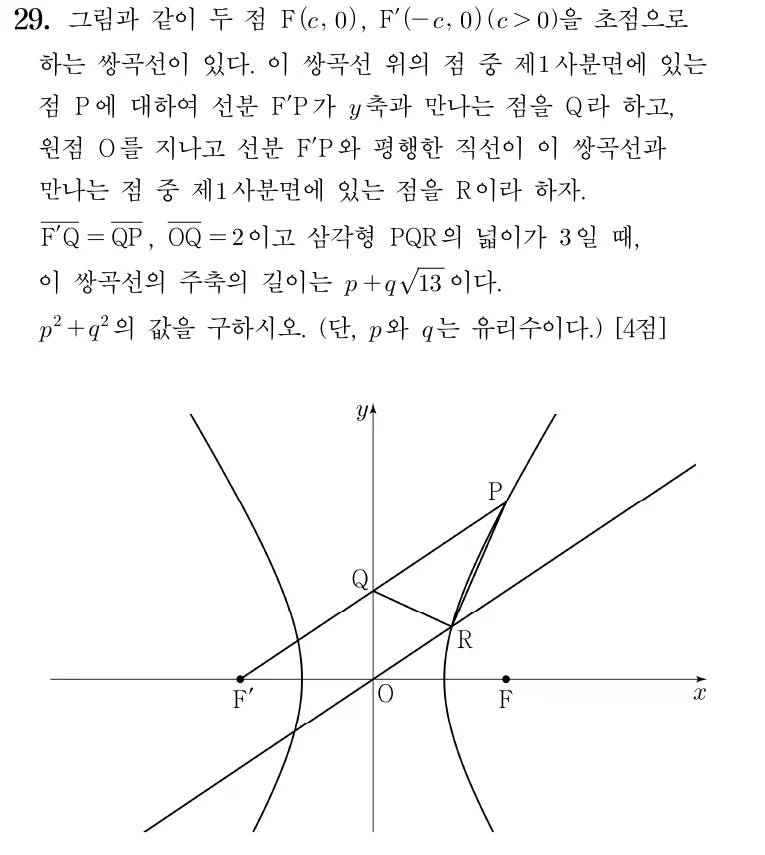 29. 그림과 같이 두 점 F(c, 0), F′(−c, 0)(c>0)을 초점으로
하는 쌍곡선이 있다. 이 쌍곡선 위의 점 중 제1사분면에 있는
점 P에 대하여 선분 F′P가 y축과 만나는 점을 Q라 하고,
원점 O를 지나고 선분 F′P와 평행한 직선이 이 쌍곡선과
만나는 점 중 제1사분면에 있는 점을 R이라 하자.
F̅′̅Q̅ = Q̅P̅, O̅Q̅ = 2이고 삼각형 PQR의 넓이가 3일 때,
이 쌍곡선의 주축의 길이는 p+q√13이다.
p²+q²의 값을 구하시오. (단, p와 q는 유리수이다.) [4점]
y
P
Q
R
F′
O
F
x